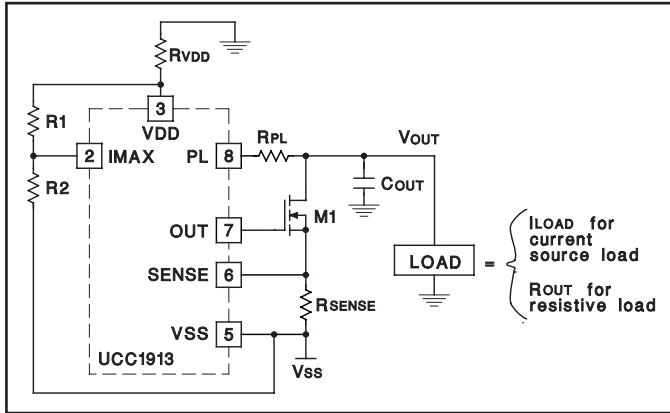 RVDD
R1
3
VDD
2 IMAX
PL 8
RPL
VOUT
COUT
R2
M1
OUT 7
SENSE 6
RSENSE
VSS 5
UCC1913
VSS
LOAD =
ILOAD for
current
source load
ROUT for
resistive load